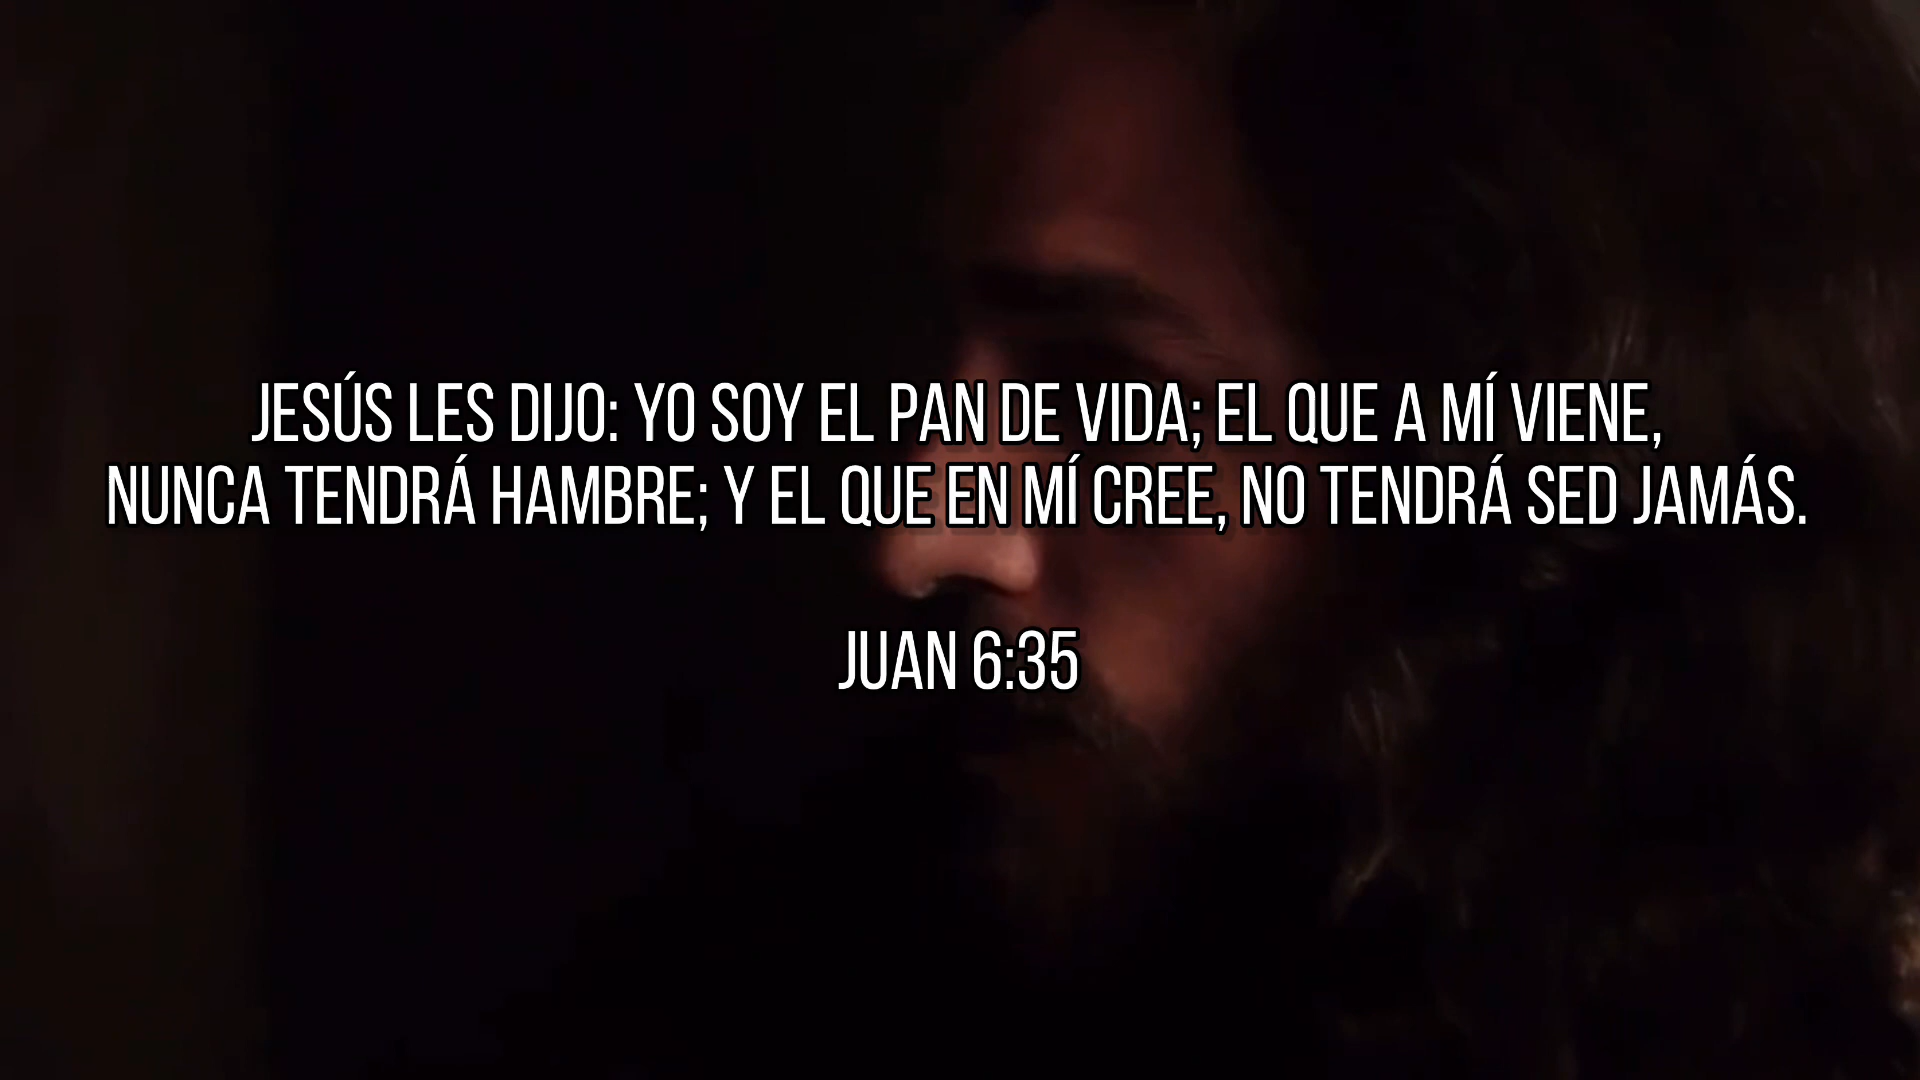 JESÚS LES DIJO: YO SOY EL PAN DE VIDA; EL QUE A MÍ VIENE,
NUNCA TENDRÁ HAMBRE; Y EL QUE EN MÍ CREE, NO TENDRÁ SED JAMÁS.
JUAN 6:35